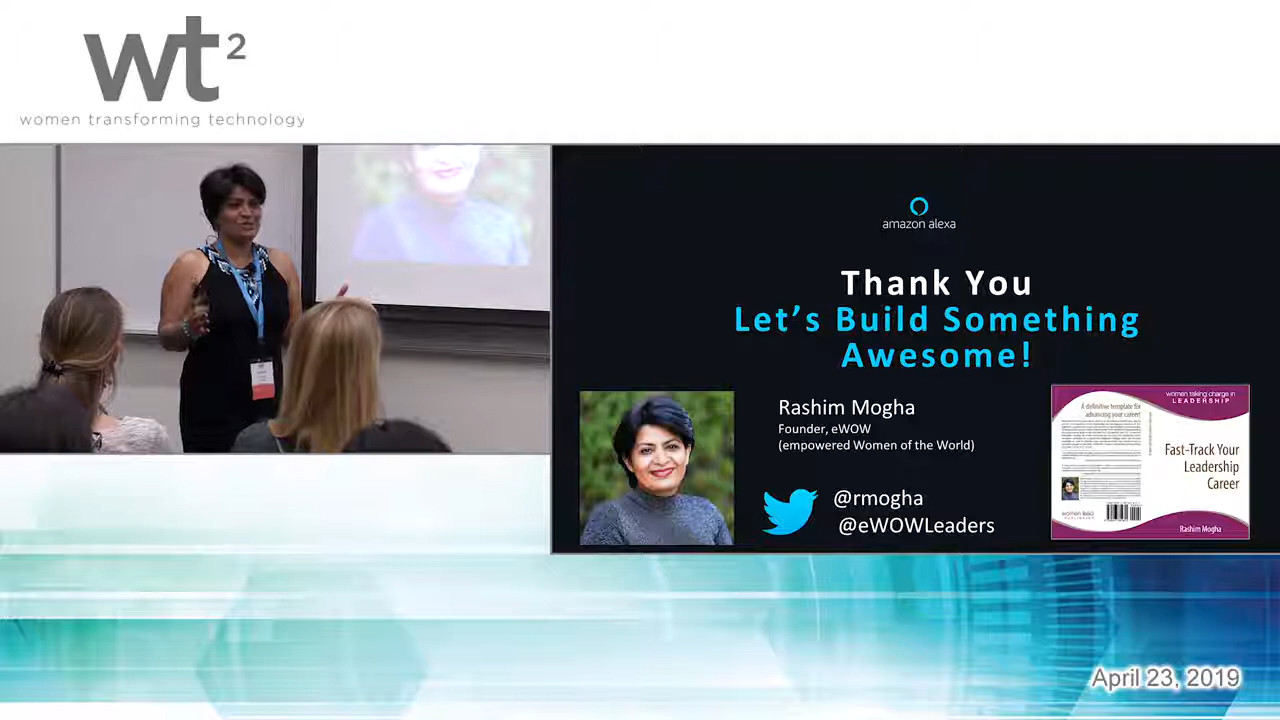 wt2
women transforming technology
amazon alexa
Thank You
Let's Build Something
Awesome!
Rashim Mogha
Founder eWOW
(empowered Women of the World)
@rmogha
@eWOWLeaders
A definitive template for
advancing your career!
women taking charge in
LEADERSHIP
Fast-Track Your
Leadership
Career
Rashim Mogha
April 23, 2019